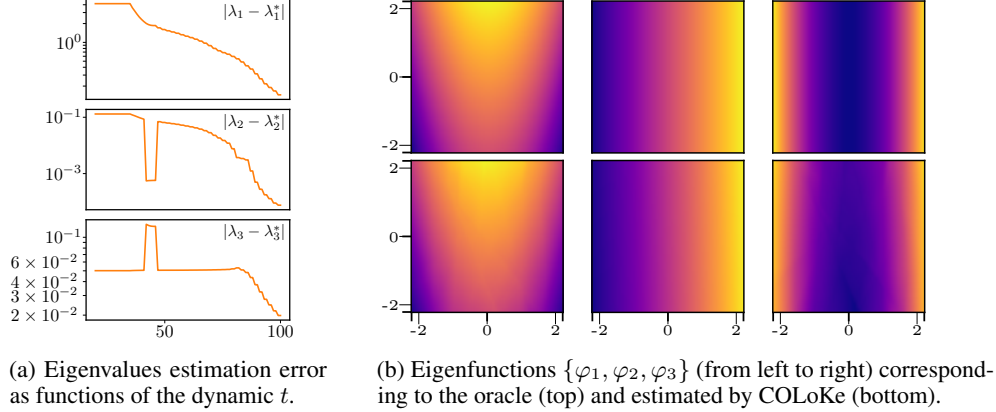 |λ₁ − λ₁*|
10⁰
|λ₂ − λ₂*|
10⁻¹
10⁻³
|λ₃ − λ₃*|
10⁻¹
6 × 10⁻²
4 × 10⁻²
3 × 10⁻²
2 × 10⁻²
50 100
2
0
-2
2
0
-2
-2 0 2 -2 0 2 -2 0 2
(a) Eigenvalues estimation error
as functions of the dynamic t.
(b) Eigenfunctions {φ₁, φ₂, φ₃} (from left to right) correspond-
ing to the oracle (top) and estimated by COLoKe (bottom).